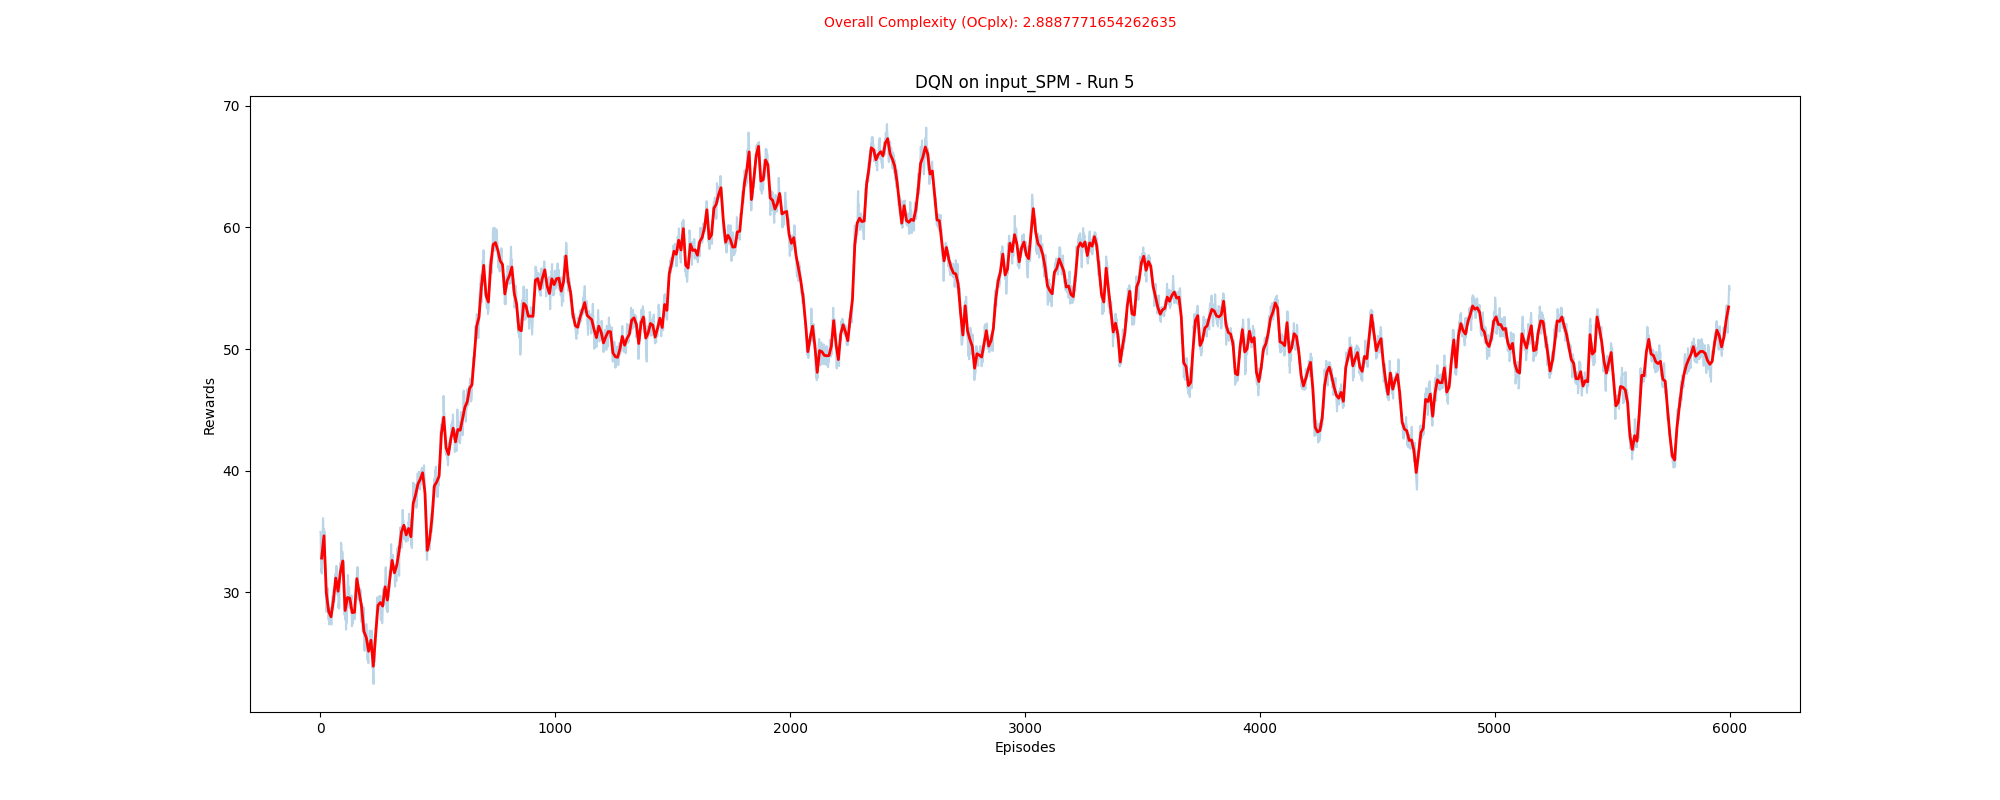 Overall Complexity (OCplx): 2.8887771654262635
DQN on input_SPM - Run 5
70
60
50
40
30
Rewards
0 1000 2000 3000 4000 5000 6000
Episodes